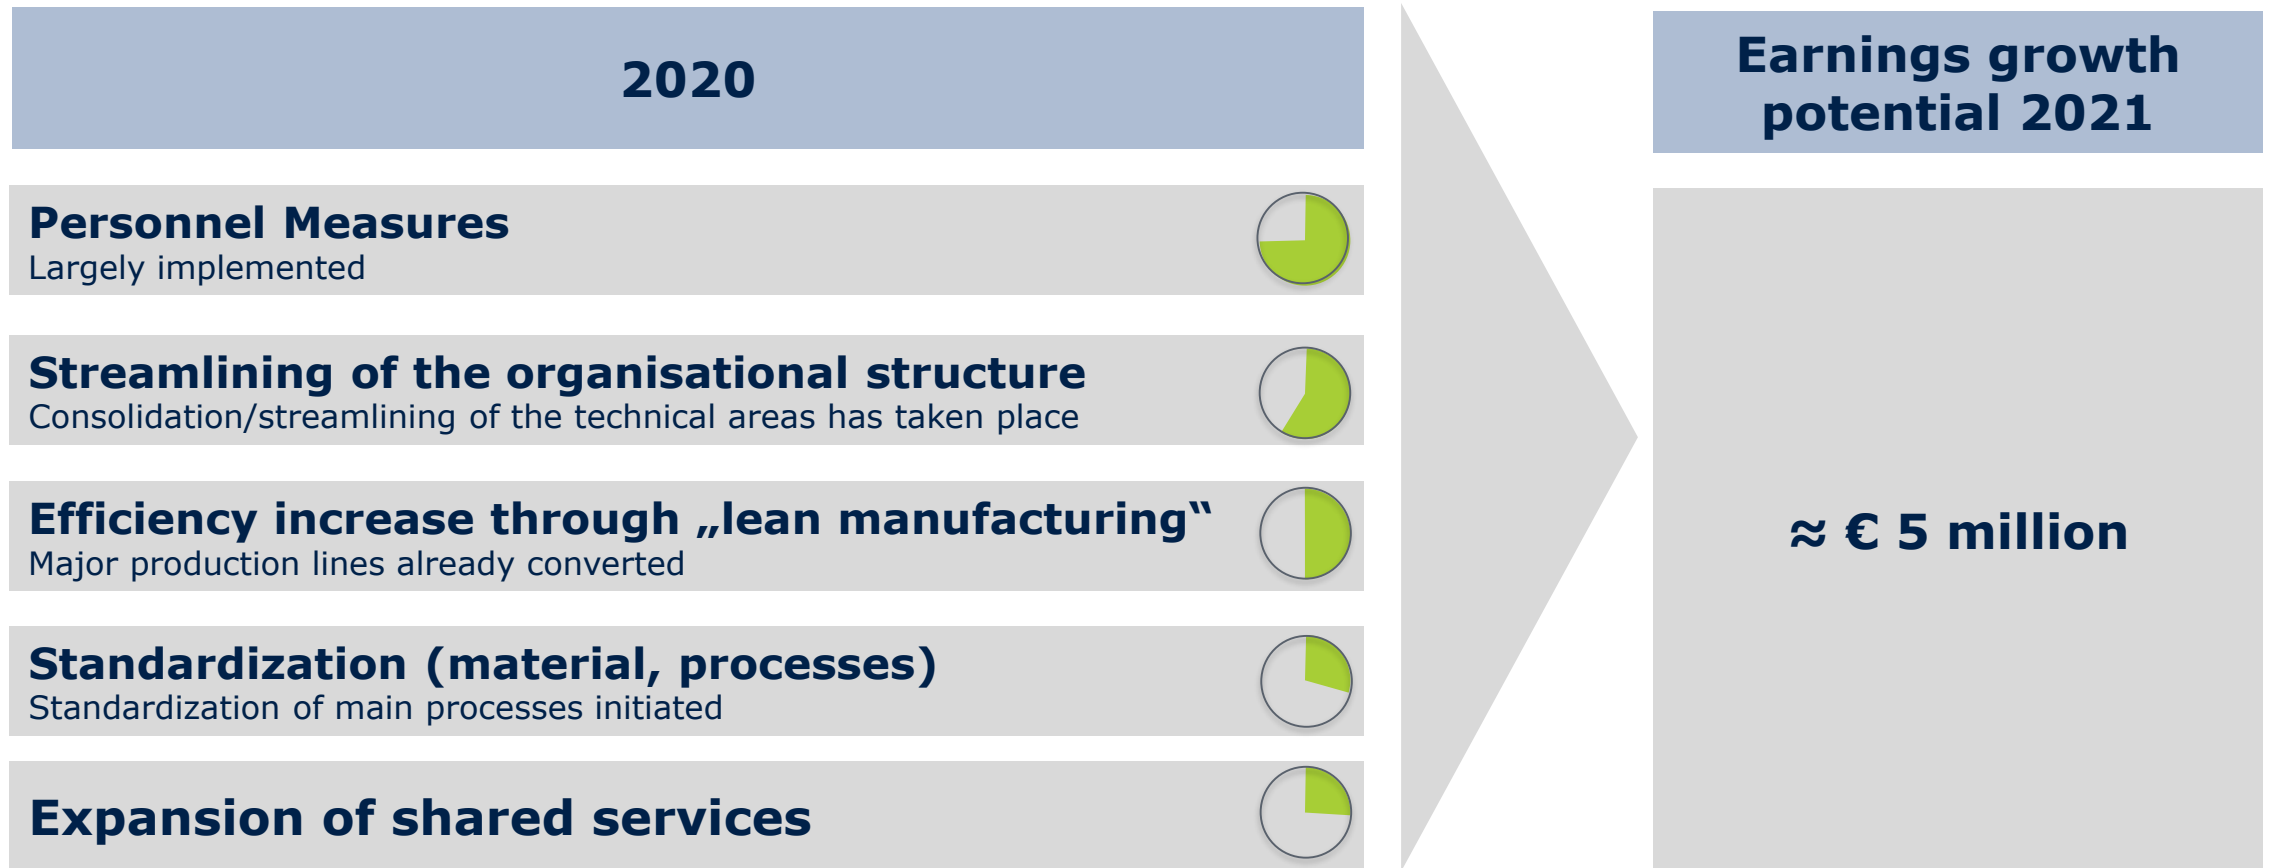 2020
Personnel Measures
Largely implemented
Streamlining of the organisational structure
Consolidation/streamlining of the technical areas has taken place
Efficiency increase through „lean manufacturing‟
Major production lines already converted
Standardization (material, processes)
Standardization of main processes initiated
Expansion of shared services
Earnings growth
potential 2021
≈ € 5 million